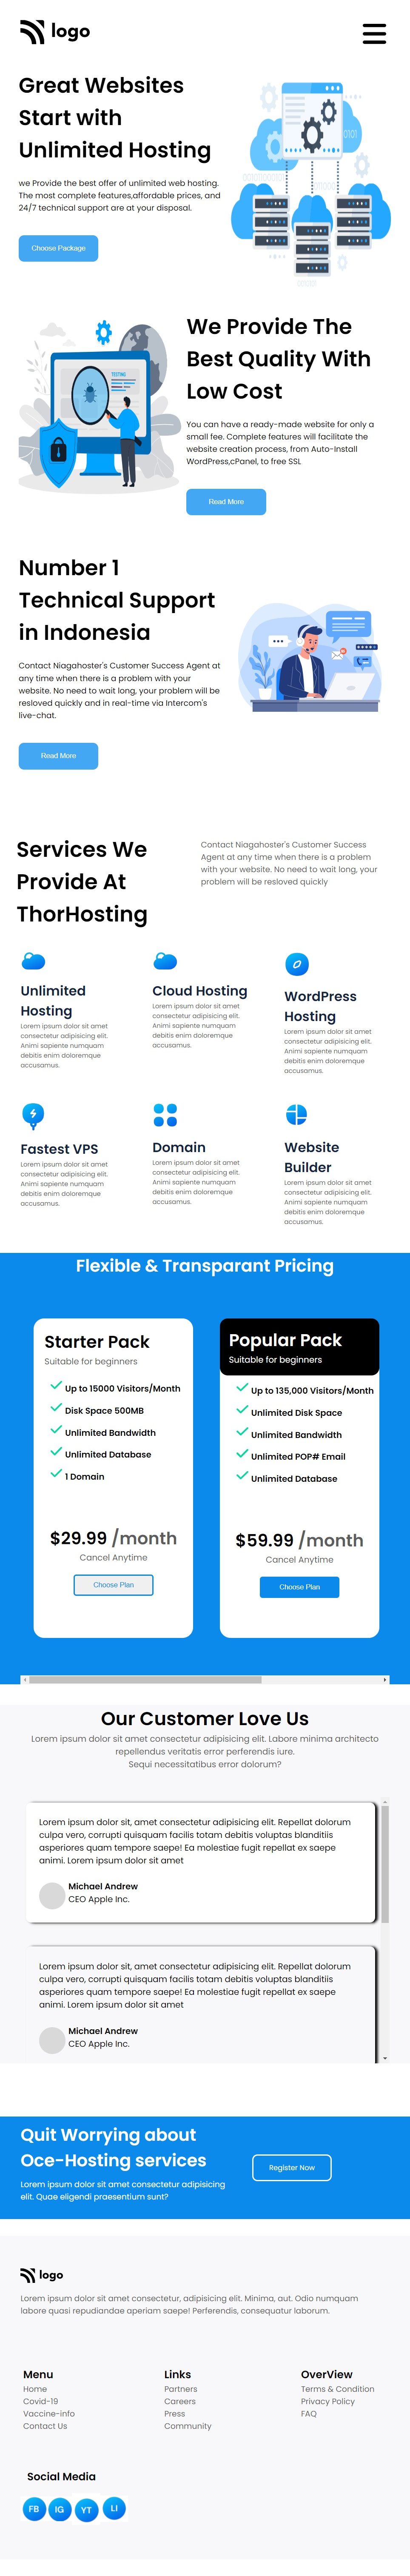 logo
Great Websites
Start with
Unlimited Hosting
we Provide the best offer of unlimited web hosting.
The most complete features,affordable prices, and
24/7 technical support are at your disposal.
Choose Package
We Provide The
Best Quality With
Low Cost
You can have a ready-made website for only a
small fee. Complete features will facilitate the
website creation process, from Auto-Install
WordPress,cPanel, to free SSL
Read More
TESTING
Number 1
Technical Support
in Indonesia
Contact Niagahoster's Customer Success Agent at
any time when there is a problem with your
website. No need to wait long, your problem will be
resloved quickly and in real-time via Intercom's
live-chat.
Read More
Services We
Provide At
ThorHosting
Contact Niagahoster's Customer Success
Agent at any time when there is a problem
with your website. No need to wait long, your
problem will be resloved quickly
Unlimited
Hosting
Lorem ipsum dolor sit amet
consectetur adipisicing elit.
Animi sapiente numquam
debitis enim doloremque
accusamus.
Cloud Hosting
Lorem ipsum dolor sit amet
consectetur adipisicing elit.
Animi sapiente numquam
debitis enim doloremque
accusamus.
WordPress
Hosting
Lorem ipsum dolor sit amet
consectetur adipisicing elit.
Animi sapiente numquam
debitis enim doloremque
accusamus.
Fastest VPS
Lorem ipsum dolor sit amet
consectetur adipisicing elit.
Animi sapiente numquam
debitis enim doloremque
accusamus.
Domain
Lorem ipsum dolor sit amet
consectetur adipisicing elit.
Animi sapiente numquam
debitis enim doloremque
accusamus.
Website
Builder
Lorem ipsum dolor sit amet
consectetur adipisicing elit.
Animi sapiente numquam
debitis enim doloremque
accusamus.
Flexible & Transparant Pricing
Starter Pack
Suitable for beginners
Up to 15000 Visitors/Month
Disk Space 500MB
Unlimited Bandwidth
Unlimited Database
1 Domain
$29.99 /month
Cancel Anytime
Choose Plan
Popular Pack
Suitable for beginners
Up to 135,000 Visitors/Month
Unlimited Disk Space
Unlimited Bandwidth
Unlimited POP# Email
Unlimited Database
$59.99 /month
Cancel Anytime
Choose Plan
Our Customer Love Us
Lorem ipsum dolor sit amet consectetur adipisicing elit. Labore minima architecto
repellendus veritatis error perferendis iure.
Sequi necessitatibus error dolorum?
Lorem ipsum dolor sit, amet consectetur adipisicing elit. Repellat dolorum
culpa vero, corrupti quisquam facilis totam debitis voluptas blanditiis
asperiores quam tempore saepe! Ea molestiae fugit repellat ex saepe
animi. Lorem ipsum dolor sit amet
Michael Andrew
CEO Apple Inc.
Lorem ipsum dolor sit, amet consectetur adipisicing elit. Repellat dolorum
culpa vero, corrupti quisquam facilis totam debitis voluptas blanditiis
asperiores quam tempore saepe! Ea molestiae fugit repellat ex saepe
animi. Lorem ipsum dolor sit amet
Michael Andrew
CEO Apple Inc.
Quit Worrying about
Oce-Hosting services
Lorem ipsum dolor sit amet consectetur adipisicing
elit. Quae eligendi praesentium sunt?
Register Now
logo
Lorem ipsum dolor sit amet consectetur, adipisicing elit. Minima, aut. Odio numquam
labore quasi repudiandae aperiam saepe! Perferendis, consequatur laborum.
Menu
Home
Covid-19
Vaccine-info
Contact Us
Links
Partners
Careers
Press
Community
OverView
Terms & Condition
Privacy Policy
FAQ
Social Media
FB
IG
YT
LI